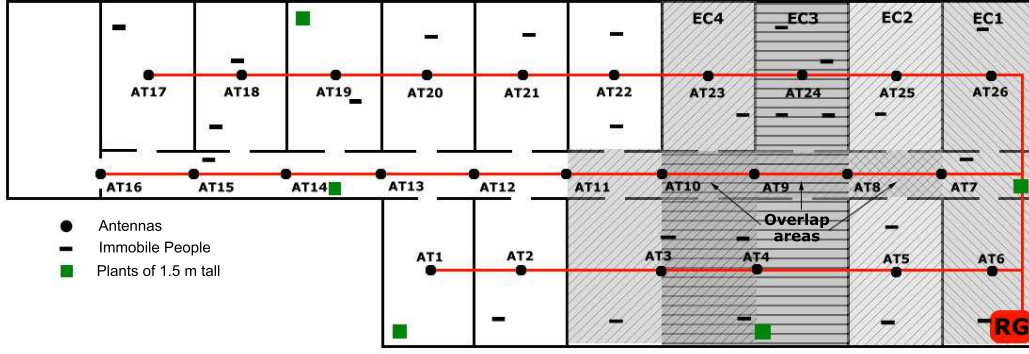 EC4 EC3 EC2 EC1
AT17 AT18 AT19 AT20 AT21 AT22 AT23 AT24 AT25 AT26
AT16 AT15 AT14 AT13 AT12 AT11 AT10 AT9 AT8 AT7
Overlap
areas
Antennas
Immobile People
Plants of 1.5 m tall
AT1 AT2 AT3 AT4 AT5 AT6
RG